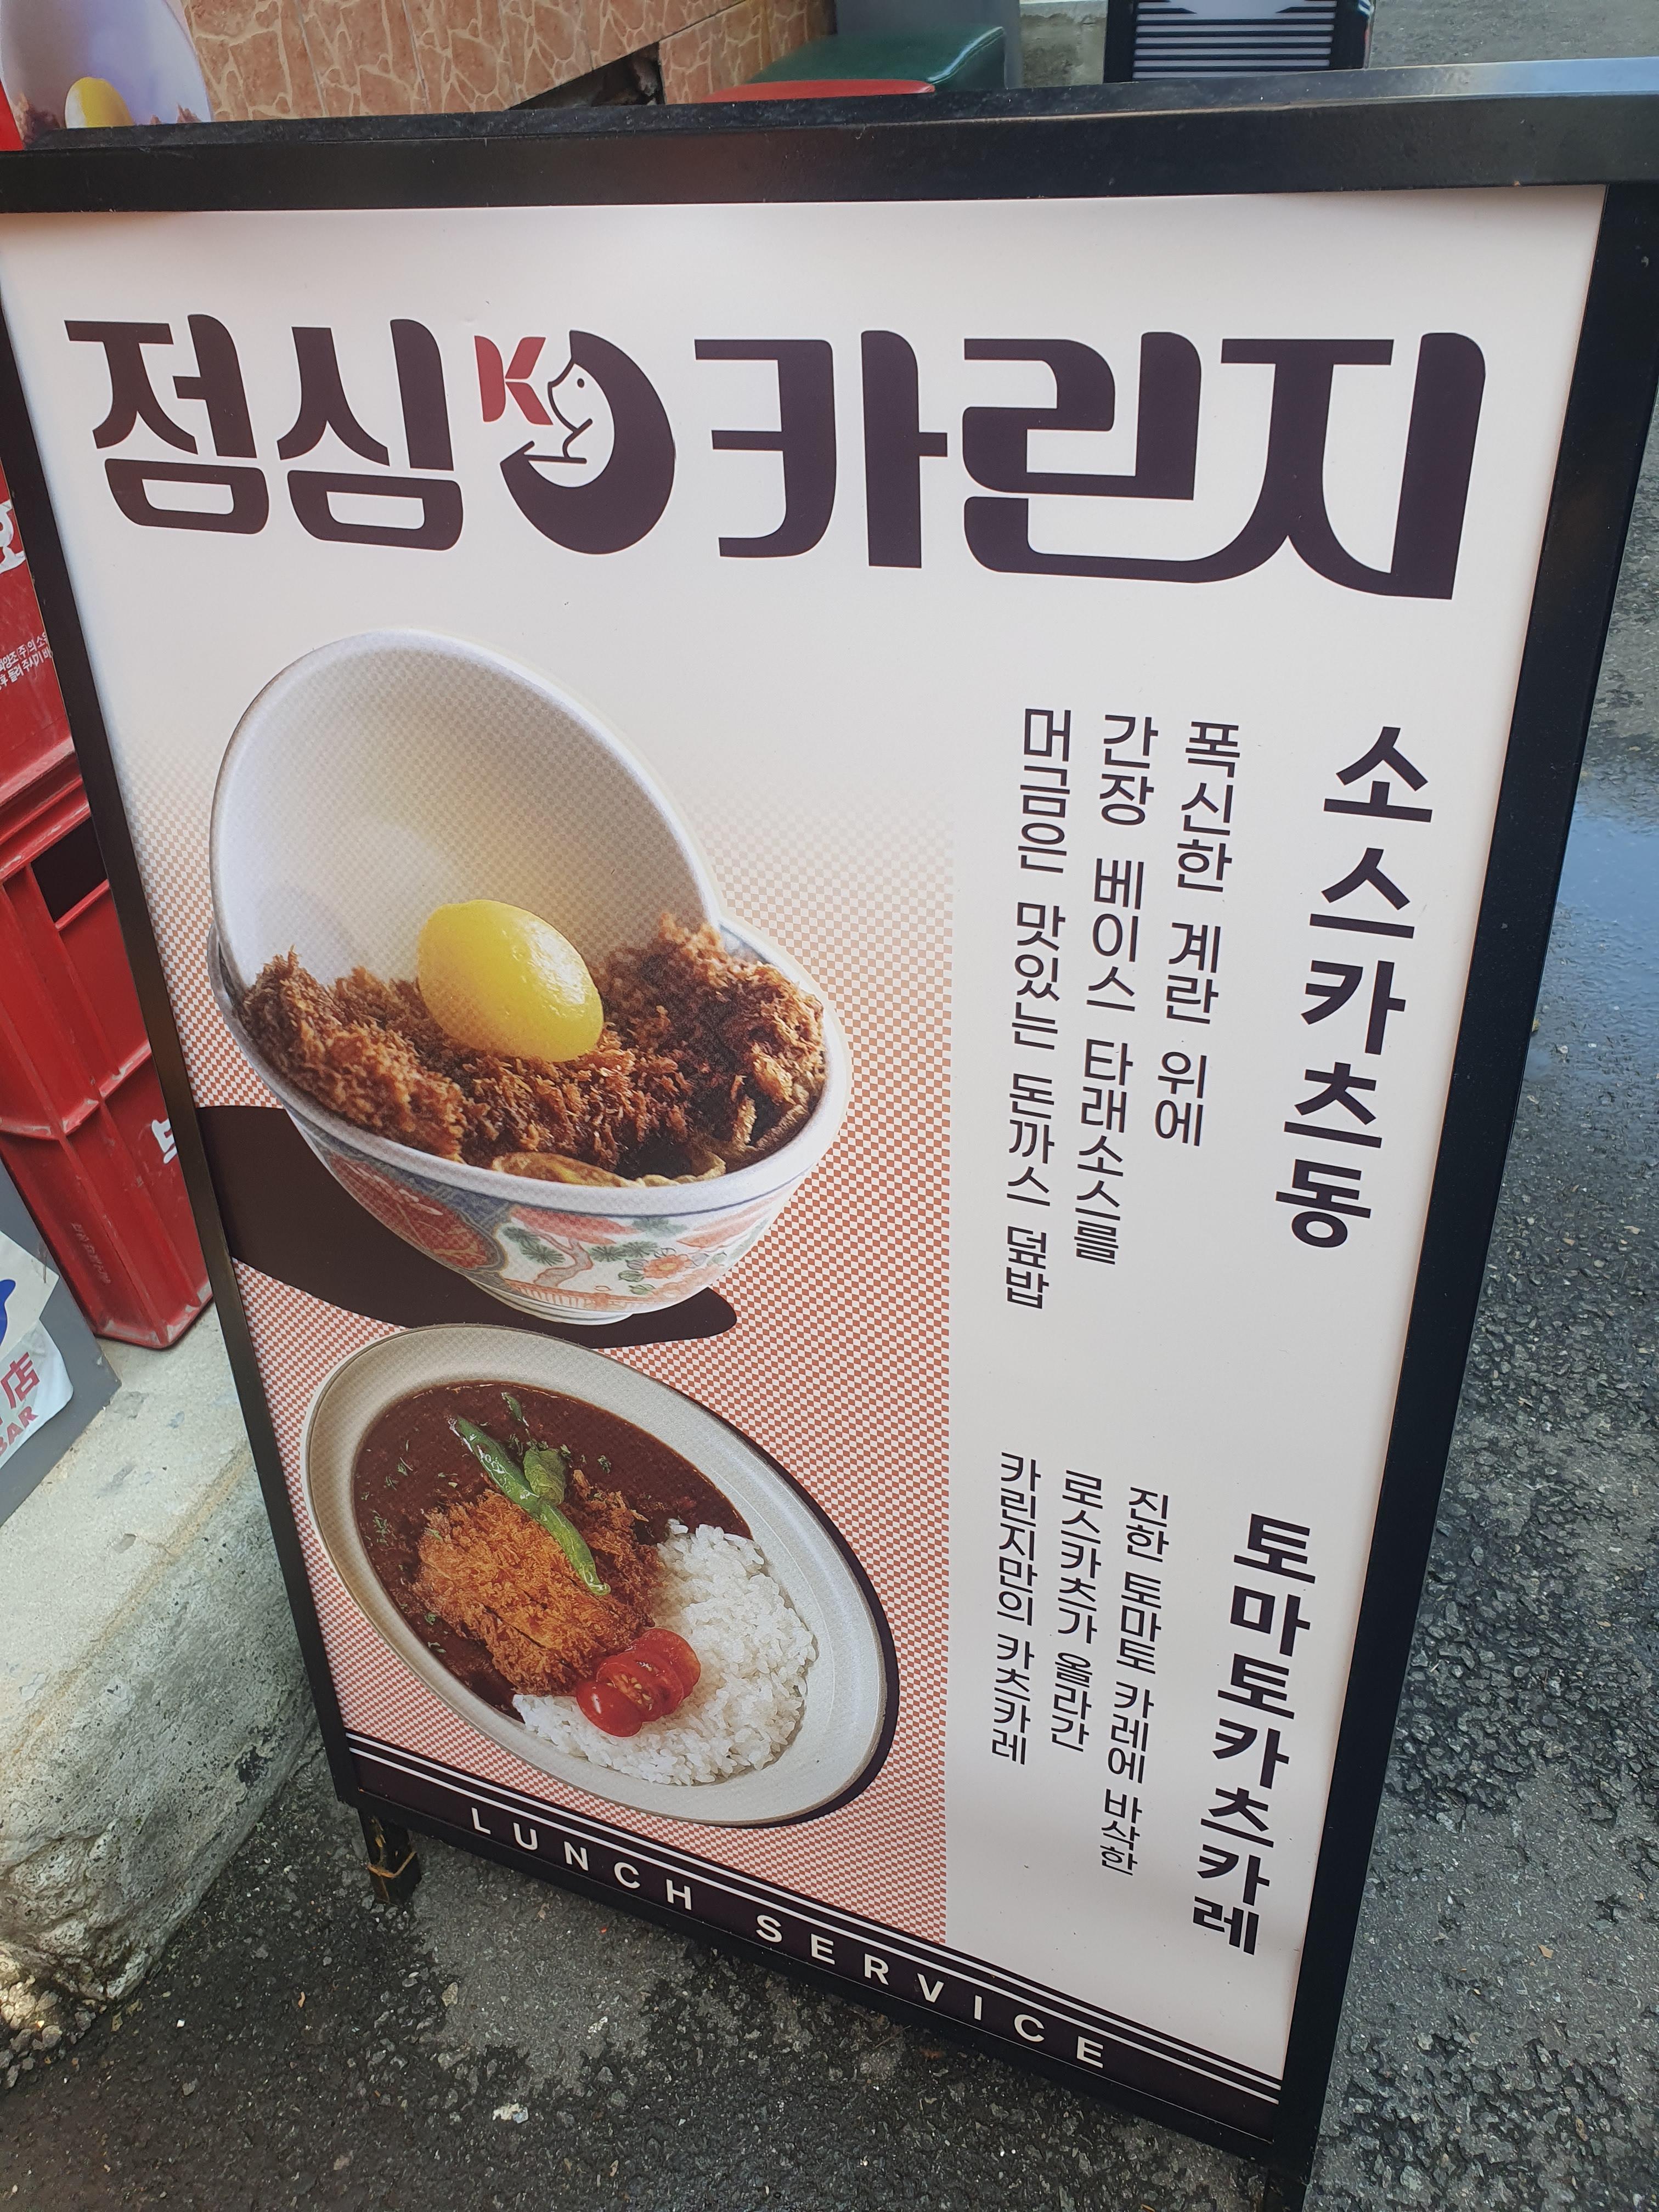 점심 K 카린지
소스카츠동
폭신한 계란 위에
간장 베이스 타래소스를
머금은 맛있는 돈까스 덮밥
토마토카츠카레
진한 토마토 카레에 바삭한
로스카츠가 올라간
카린지만의 카츠카레
LUNCH SERVICE
店
BAR